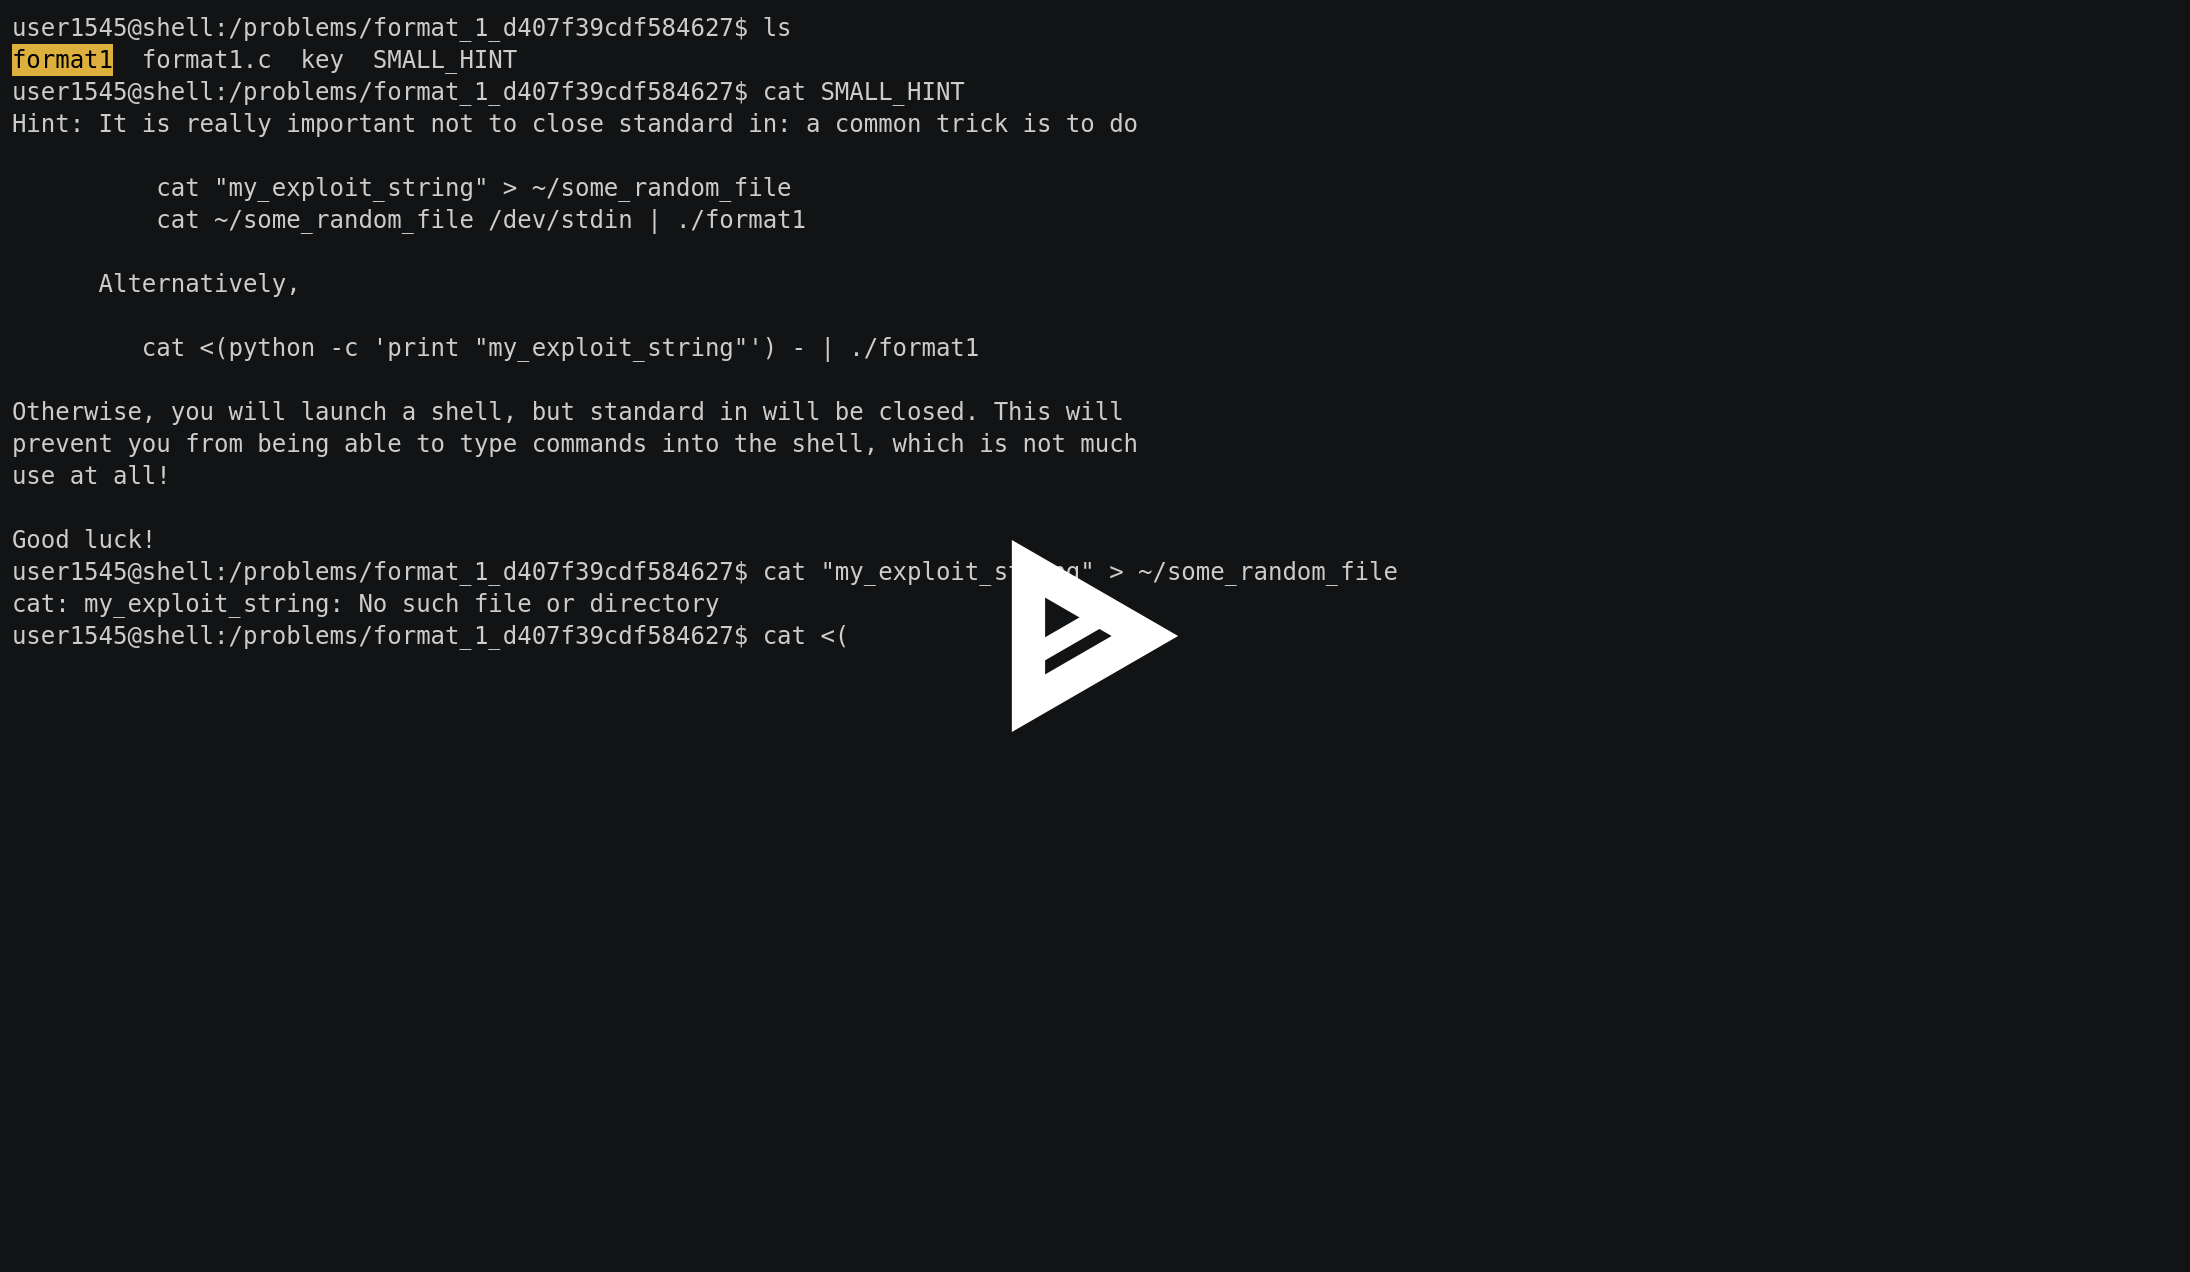 user1545@shell:/problems/format_1_d407f39cdf584627$ ls
format1  format1.c  key  SMALL_HINT
user1545@shell:/problems/format_1_d407f39cdf584627$ cat SMALL_HINT
Hint: It is really important not to close standard in: a common trick is to do
cat "my_exploit_string" > ~/some_random_file
cat ~/some_random_file /dev/stdin | ./format1
Alternatively,
cat <(python -c 'print "my_exploit_string"') - | ./format1
Otherwise, you will launch a shell, but standard in will be closed. This will
prevent you from being able to type commands into the shell, which is not much
use at all!
Good luck!
user1545@shell:/problems/format_1_d407f39cdf584627$ cat "my_exploit_string" > ~/some_random_file
cat: my_exploit_string: No such file or directory
user1545@shell:/problems/format_1_d407f39cdf584627$ cat <(